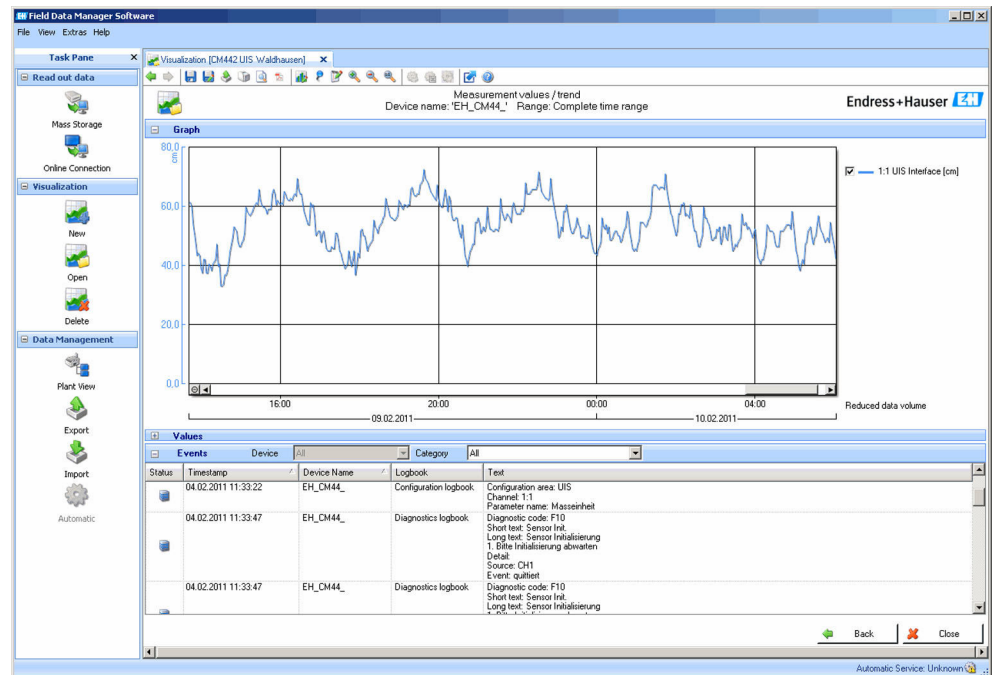 Field Data Manager Software
File View Extras Help
Task Pane X
Visualization [CM442 UIS Waldhausen] x
Read out data
Mass Storage
Online Connection
Visualization
New
Open
Delete
Data Management
Plant View
Export
Import
Automatic
Measurement values / trend
Device name: 'EH_CM44_' Range: Complete time range
Endress+Hauser EH
Graph
80,0
cm
60,0
40,0
20,0
0,0
1:1 UIS Interface [cm]
16:00 20:00 00:00 04:00
09.02.2011 10.02.2011
Reduced data volume
Values
Events Device All Category All
Status Timestamp Device Name Logbook Text
04.02.2011 11:33:22 EH_CM44_ Configuration logbook Configuration area: UIS
Channel: 1:1
Parameter name: Masseinheit
04.02.2011 11:33:47 EH_CM44_ Diagnostics logbook Diagnostic code: F10
Short text: Sensor Init.
Long text: Sensor Initialisierung
1. Bitte Initialisierung abwarten
Detail:
Source: CH1
Event: quittiert
04.02.2011 11:33:47 EH_CM44_ Diagnostics logbook Diagnostic code: F10
Short text: Sensor Init.
Long text: Sensor Initialisierung
Back Close
Automatic Service: Unknown